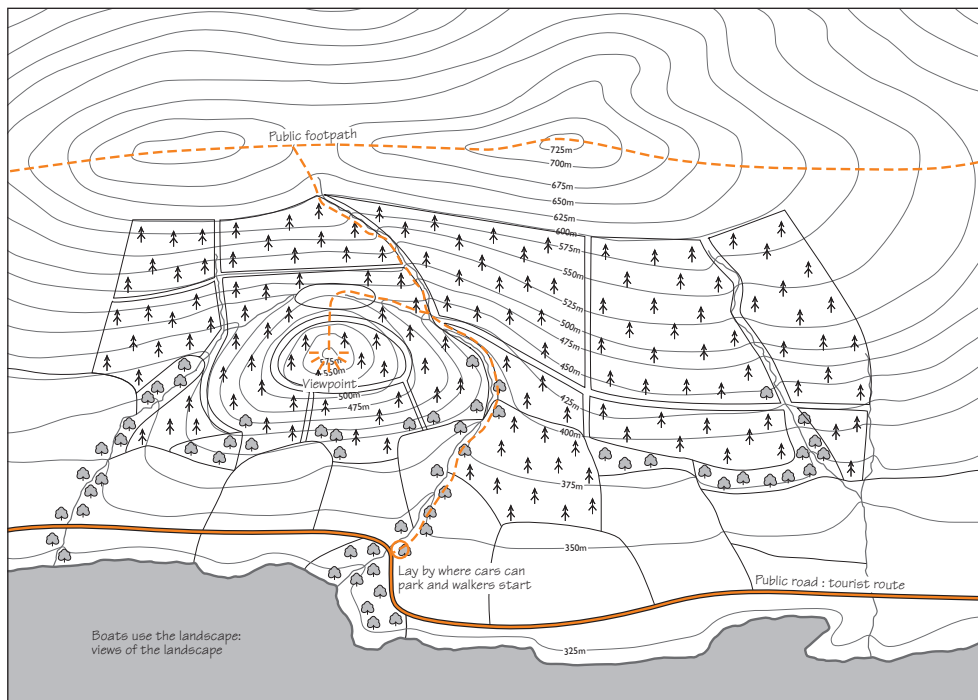 Public footpath
725m
700m
675m
650m
625m
600m
575m
550m
525m
500m
475m
450m
425m
400m
375m
350m
325m
575m
550m
Viewpoint
500m
475m
Lay by where cars can
park and walkers start
Public road : tourist route
Boats use the landscape:
views of the landscape